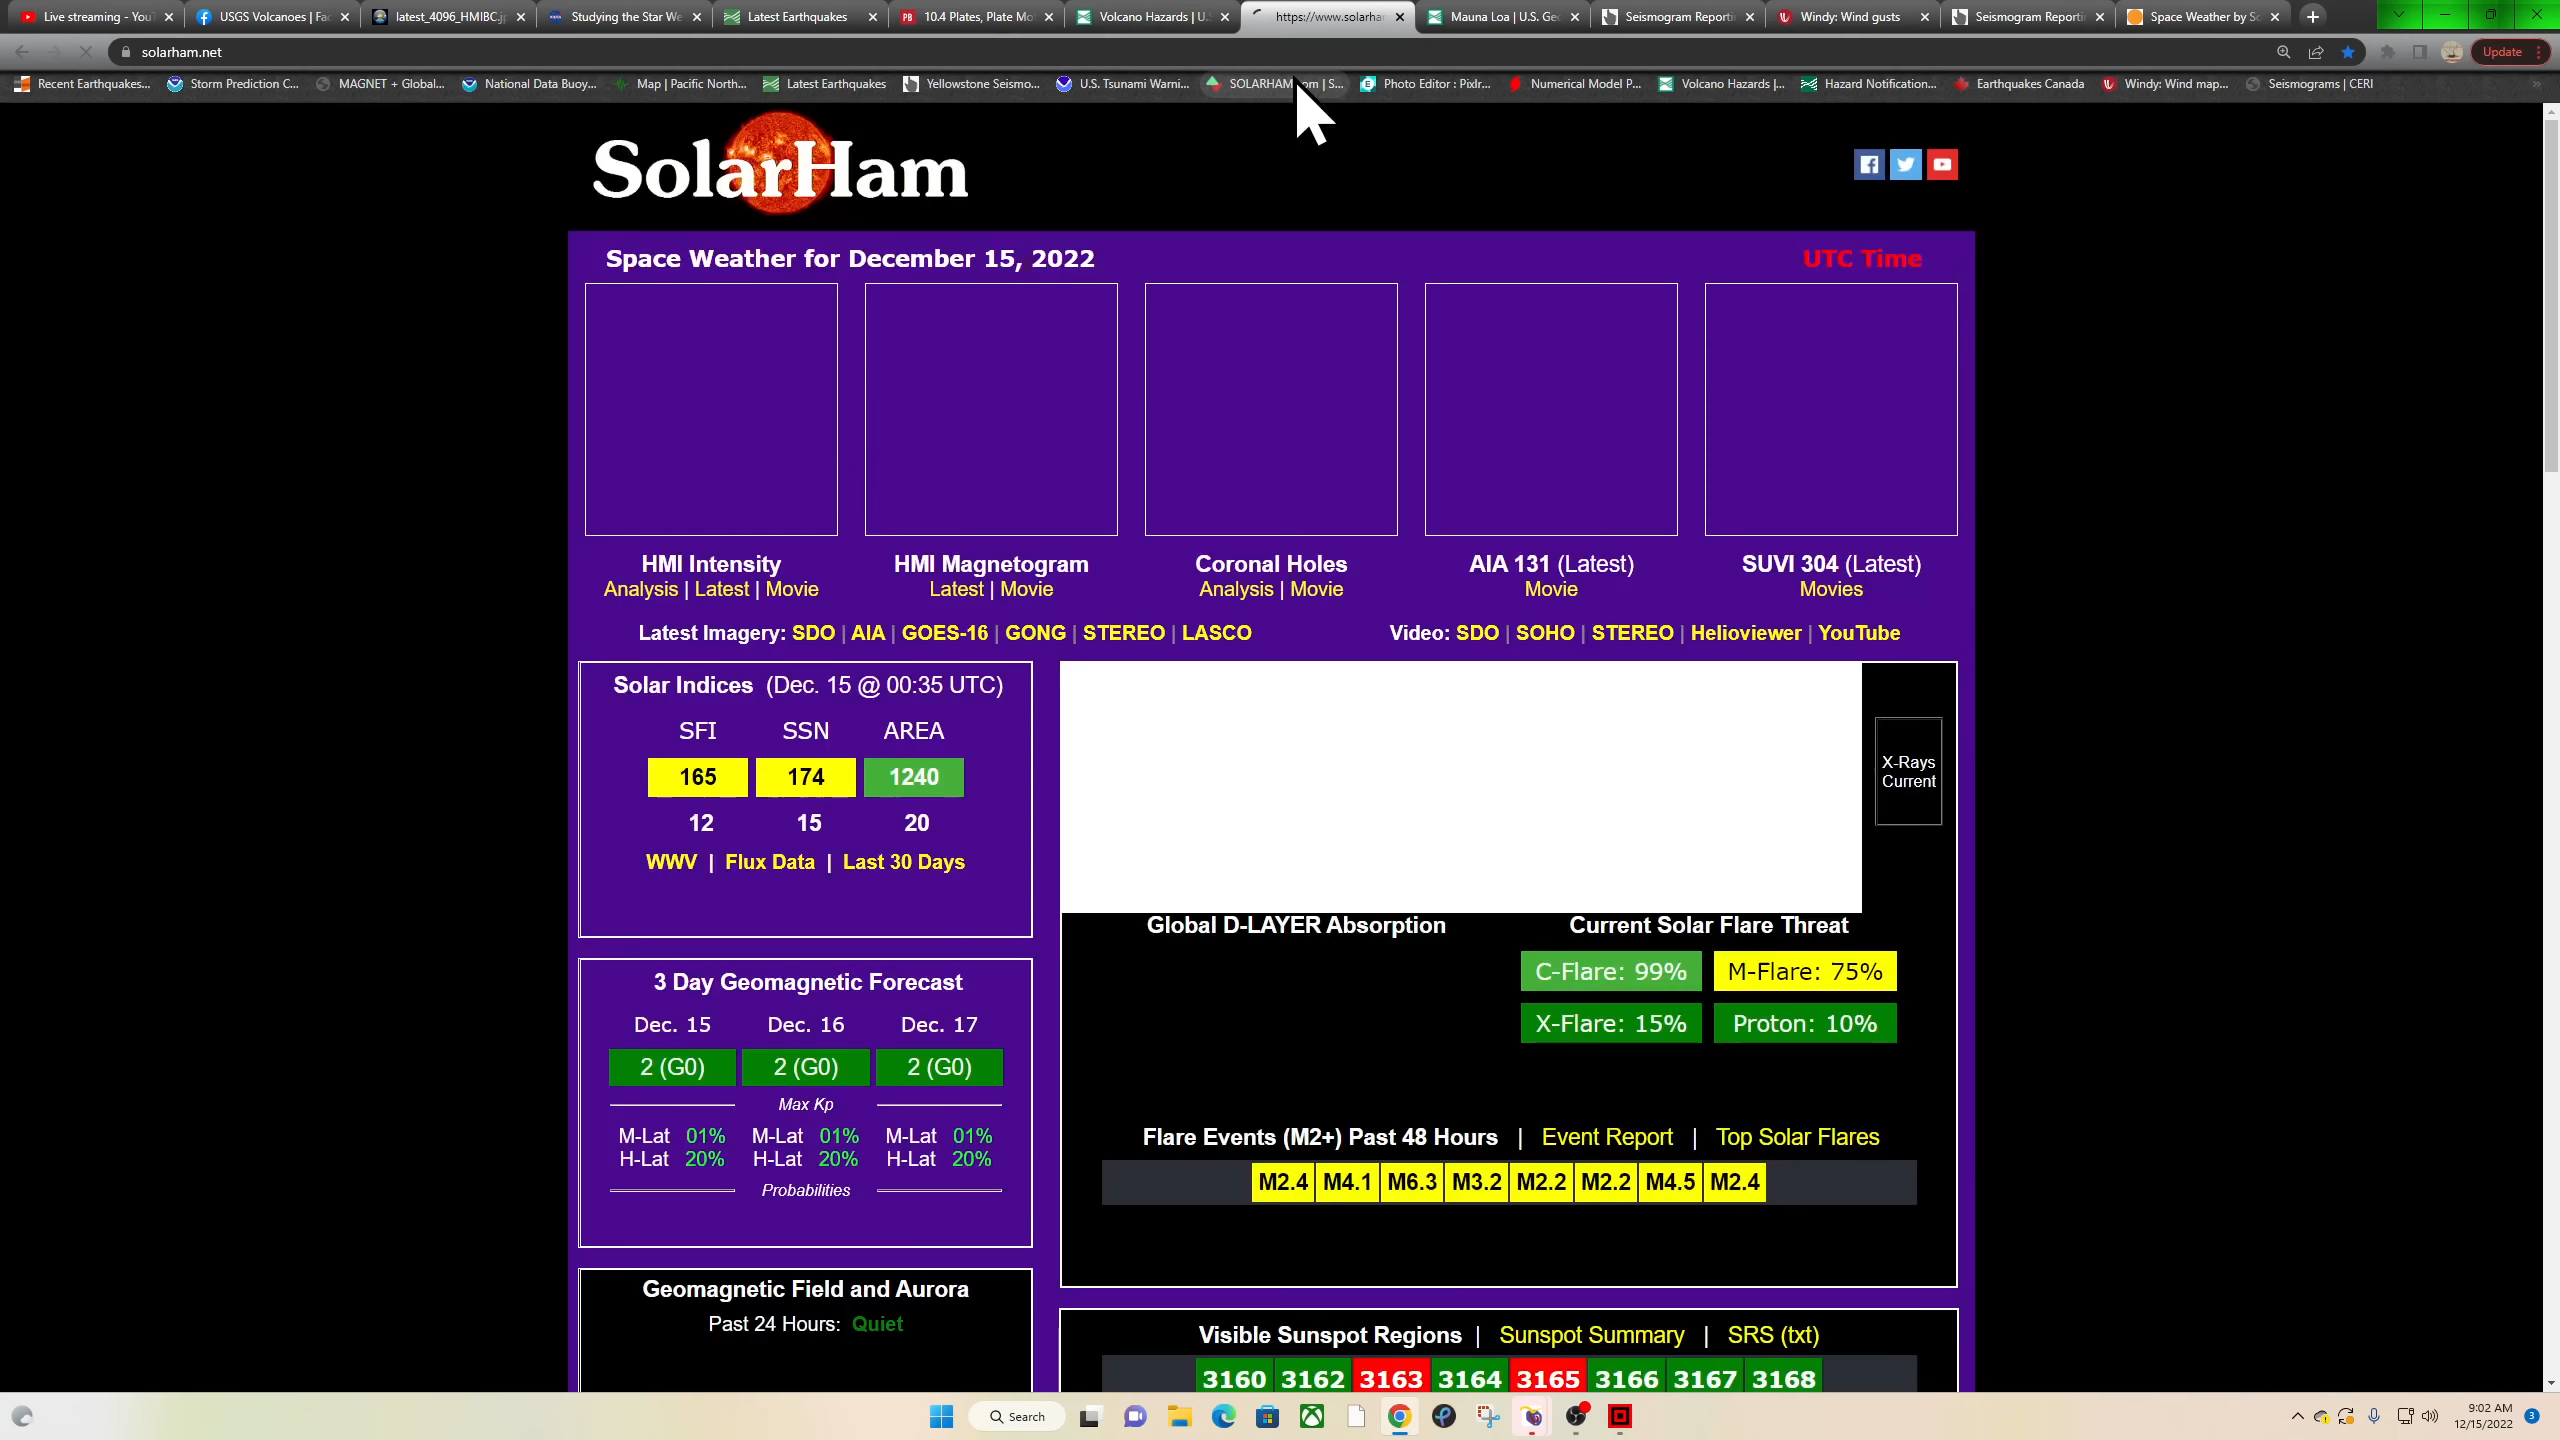 Live streaming - You
USGS Volcanoes | Fac
latest_4096_HMIBC.jp
Studying the Star We
Latest Earthquakes
10.4 Plates, Plate Mo
Volcano Hazards | U.S
https://www.solarha
Mauna Loa | U.S. Geo
Seismogram Reportin
Windy: Wind gusts
Seismogram Reportin
Space Weather by So
solarham.net
Update
Recent Earthquakes...
Storm Prediction C...
MAGNET + Global...
National Data Buoy...
Map | Pacific North...
Latest Earthquakes
Yellowstone Seismo...
U.S. Tsunami Warni...
SOLARHAM om | S...
Photo Editor : Pixlr...
Numerical Model P...
Volcano Hazards |...
Hazard Notification...
Earthquakes Canada
Windy: Wind map...
Seismograms | CERI
SolarHam
Space Weather for December 15, 2022
UTC Time
HMI Intensity
Analysis | Latest | Movie
HMI Magnetogram
Latest | Movie
Coronal Holes
Analysis | Movie
AIA 131 (Latest)
Movie
SUVI 304 (Latest)
Movies
Latest Imagery: SDO | AIA | GOES-16 | GONG | STEREO | LASCO
Video: SDO | SOHO | STEREO | Helioviewer | YouTube
Solar Indices (Dec. 15 @ 00:35 UTC)
SFI SSN AREA
165 174 1240
12 15 20
WWV | Flux Data | Last 30 Days
X-Rays
Current
Global D-LAYER Absorption
Current Solar Flare Threat
C-Flare: 99% M-Flare: 75%
X-Flare: 15% Proton: 10%
3 Day Geomagnetic Forecast
Dec. 15 Dec. 16 Dec. 17
2 (G0) 2 (G0) 2 (G0)
Max Kp
M-Lat 01% M-Lat 01% M-Lat 01%
H-Lat 20% H-Lat 20% H-Lat 20%
Probabilities
Flare Events (M2+) Past 48 Hours | Event Report | Top Solar Flares
M2.4 M4.1 M6.3 M3.2 M2.2 M2.2 M4.5 M2.4
Geomagnetic Field and Aurora
Past 24 Hours: Quiet
Visible Sunspot Regions | Sunspot Summary | SRS (txt)
3160 3162 3163 3164 3165 3166 3167 3168
Search
9:02 AM
12/15/2022
3